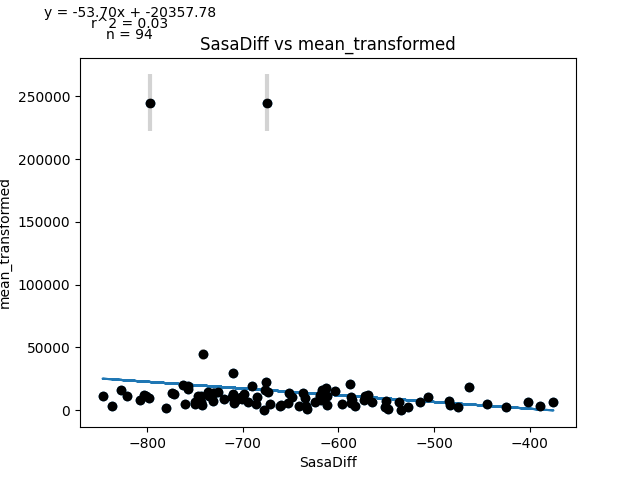 y = -53.70x + -20357.78
r^2 = 0.03
n = 94
SasaDiff vs mean_transformed
250000
200000
150000
100000
50000
0
mean_transformed
−800
−700
−600
−500
−400
SasaDiff